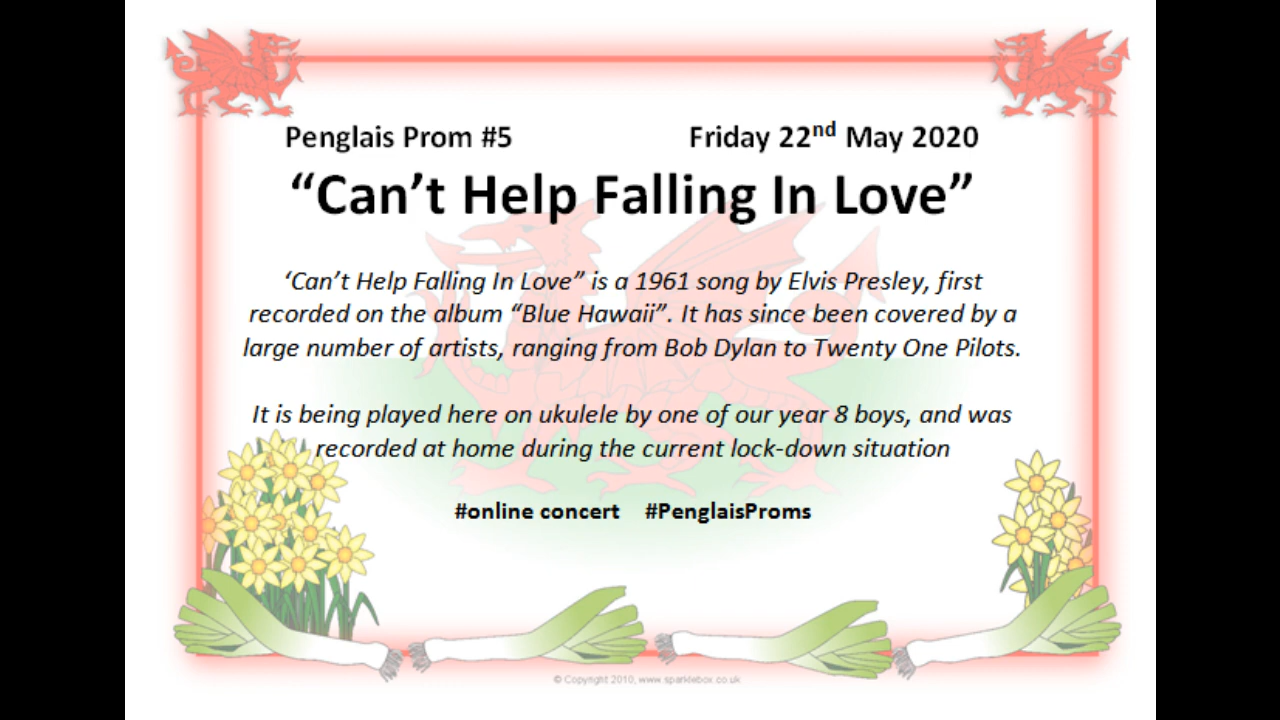 Penglais Prom #5 Friday 22nd May 2020
“Can’t Help Falling In Love”
‘Can’t Help Falling In Love” is a 1961 song by Elvis Presley, first
recorded on the album “Blue Hawaii”. It has since been covered by a
large number of artists, ranging from Bob Dylan to Twenty One Pilots.
It is being played here on ukulele by one of our year 8 boys, and was
recorded at home during the current lock-down situation
#online concert #PenglaisProms
© Copyright 2010, www.sparklebox.co.uk